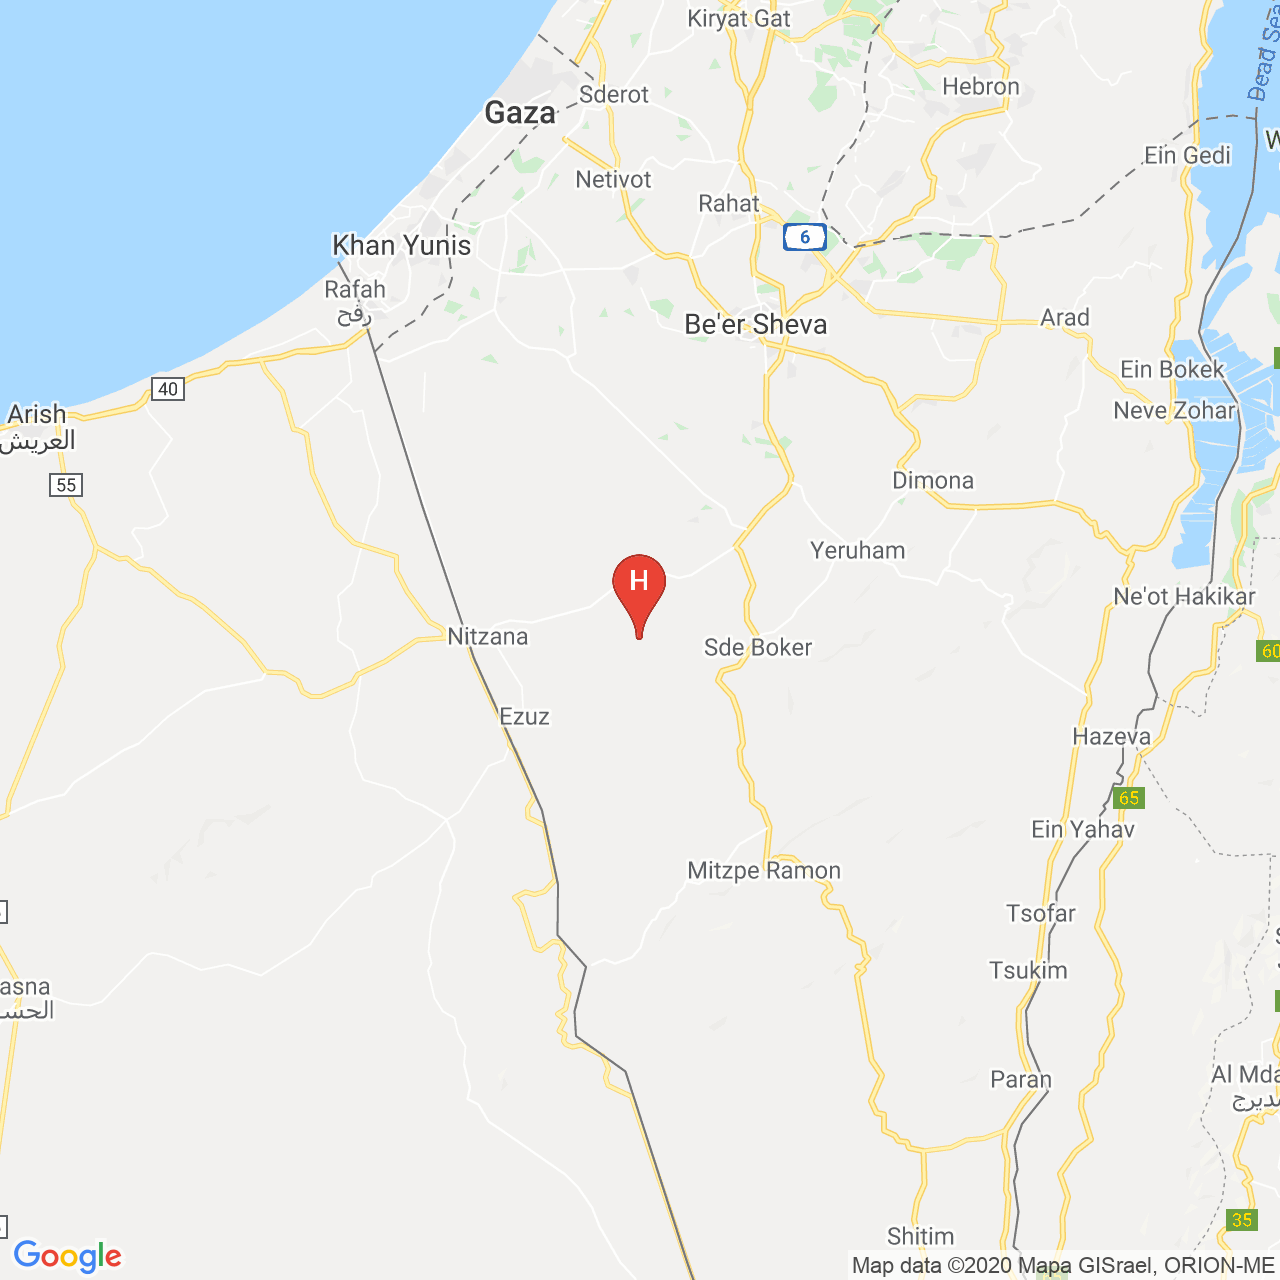 Kiryat Gat
Dead Sea
Hebron
Sderot
Gaza
Ein Gedi
Netivot
Rahat
6
Khan Yunis
Rafah
رفح
Be'er Sheva
Arad
Ein Bokek
40
Neve Zohar
Arish
العريش
55
Dimona
Yeruham
H
Ne'ot Hakikar
Nitzana
Sde Boker
60
Ezuz
Hazeva
65
Ein Yahav
Mitzpe Ramon
Tsofar
Tsukim
asna
الحس
Paran
Al Mda
ديرج
35
Shitim
Google
Map data ©2020 Mapa GISrael, ORION-ME